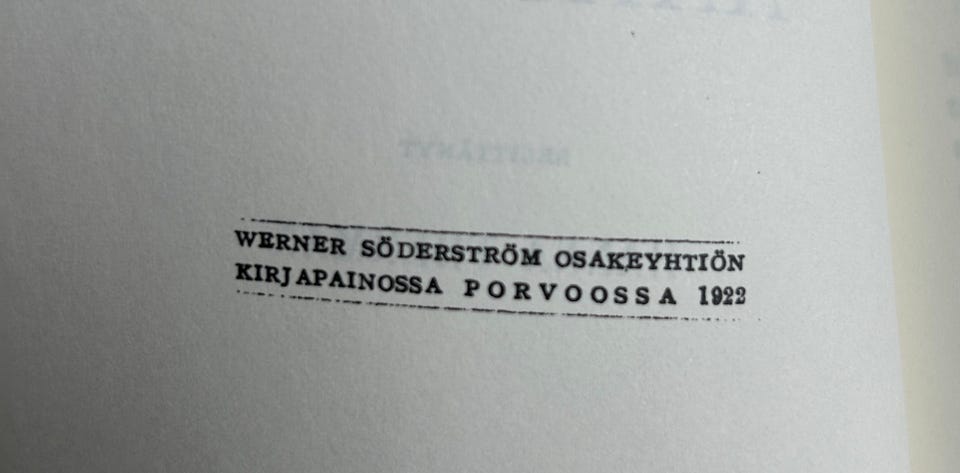 WERNER SÖDERSTRÖM OSAKEYHTIÖN
KIRJAPAINOSSA PORVOOSSA 1922